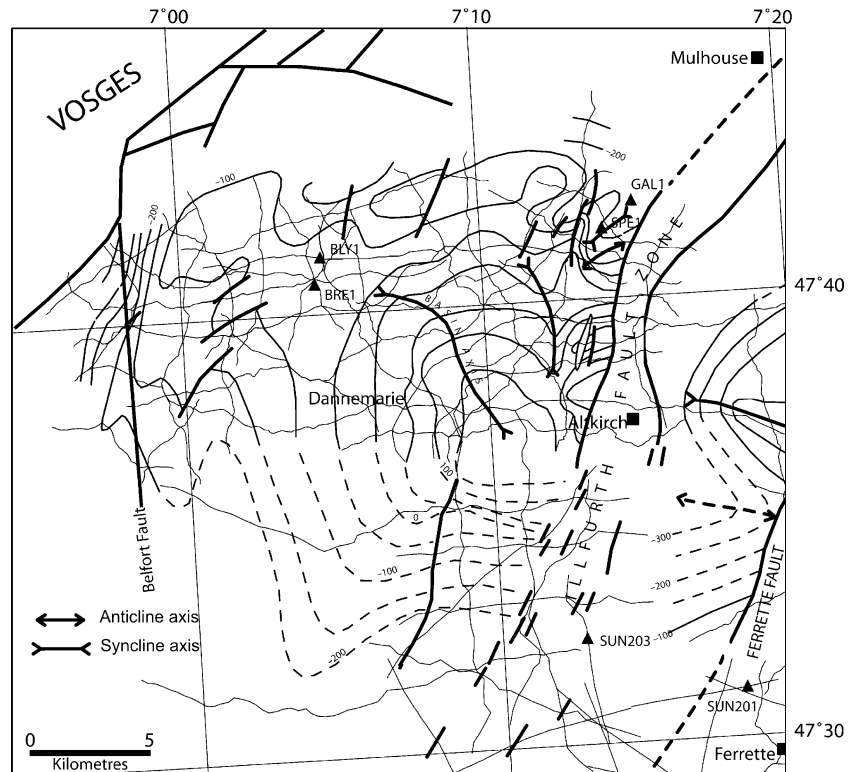 7°00
7°10
7°20
Mulhouse
VOSGES
-200
GAL1
-100
-200
SPE1
BLY1
BRE1
47°40
BASIN AXIS
ILLFURTH FAULT ZONE
Dannemarie
Altkirch
100
0
-300
Belfort Fault
-100
-200
FERRETTE FAULT
Anticline axis
Syncline axis
SUN203
-100
-200
SUN201
47°30
0
5
Kilometres
Ferrette